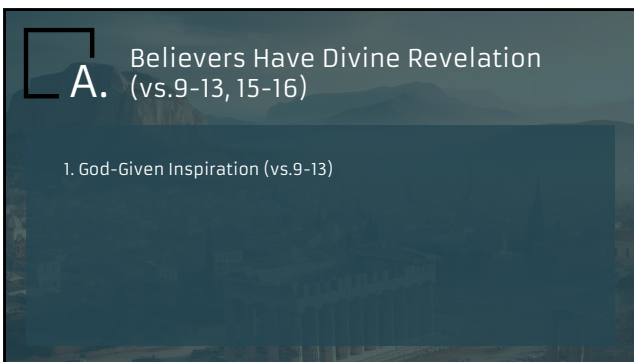 A.
Believers Have Divine Revelation
(vs.9-13, 15-16)
1. God-Given Inspiration (vs.9-13)